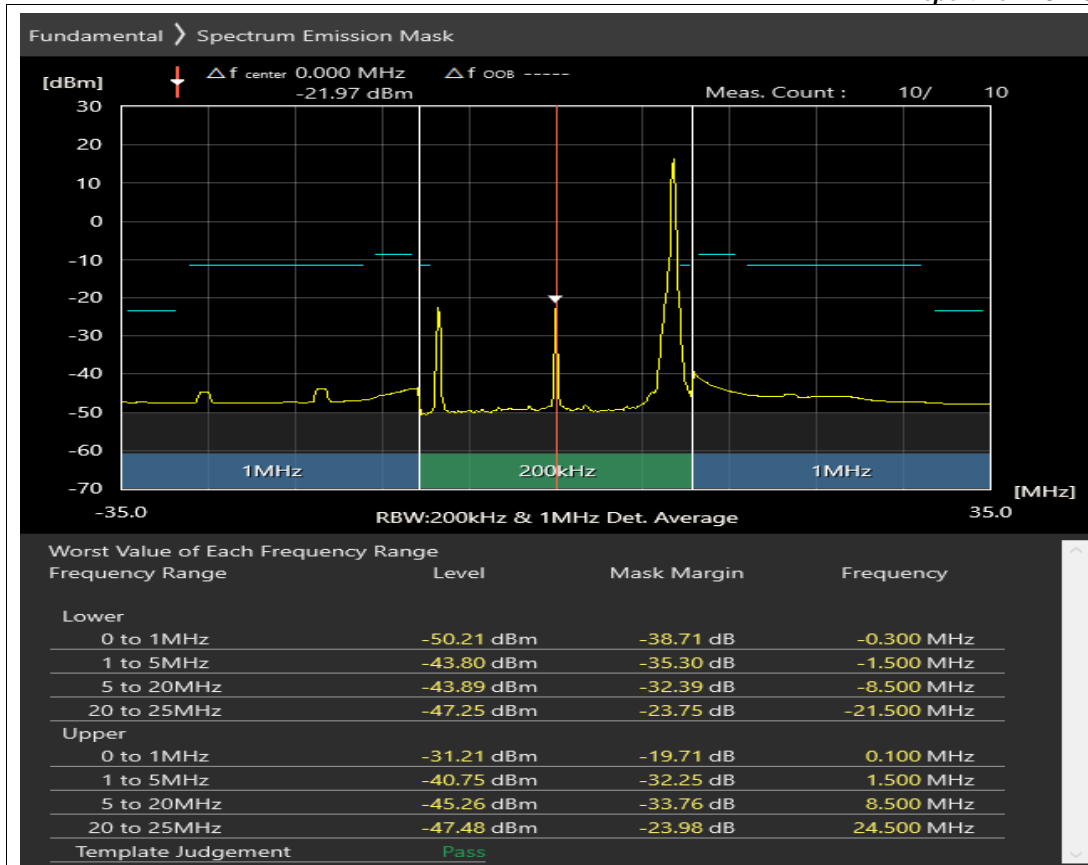 Fundamental ❯ Spectrum Emission Mask
[dBm] △f center 0.000 MHz △f OOB -----
-21.97 dBm Meas. Count : 10/ 10
30
20
10
0
-10
-20
-30
-40
-50
-60
-70
1MHz 200kHz 1MHz
[MHz]
-35.0 RBW:200kHz & 1MHz Det. Average 35.0
Worst Value of Each Frequency Range
Frequency Range Level Mask Margin Frequency
Lower
0 to 1MHz -50.21 dBm -38.71 dB -0.300 MHz
1 to 5MHz -43.80 dBm -35.30 dB -1.500 MHz
5 to 20MHz -43.89 dBm -32.39 dB -8.500 MHz
20 to 25MHz -47.25 dBm -23.75 dB -21.500 MHz
Upper
0 to 1MHz -31.21 dBm -19.71 dB 0.100 MHz
1 to 5MHz -40.75 dBm -32.25 dB 1.500 MHz
5 to 20MHz -45.26 dBm -33.76 dB 8.500 MHz
20 to 25MHz -47.48 dBm -23.98 dB 24.500 MHz
Template Judgement Pass